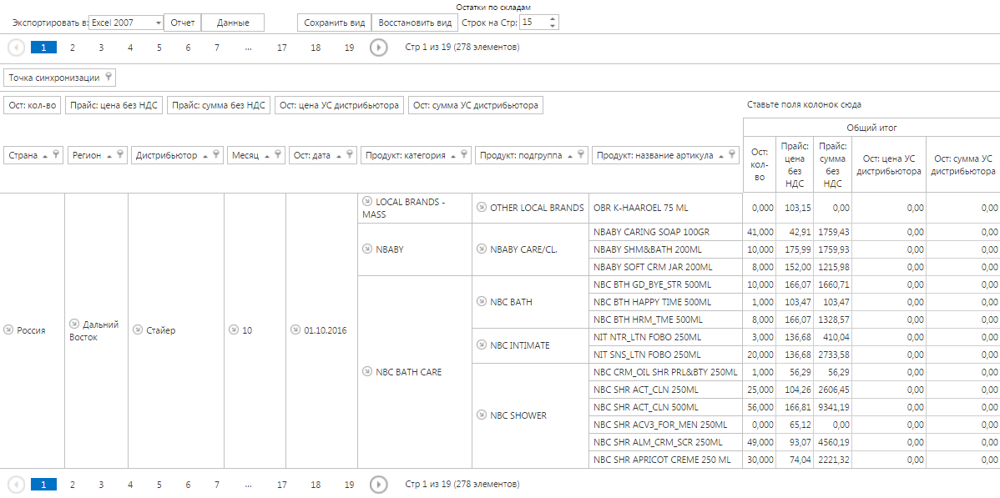 Остатки по складам
Экспортировать в: Excel 2007 Отчет Данные Сохранить вид Восстановить вид Строк на Стр: 15
1 2 3 4 5 6 7 ... 17 18 19 Стр 1 из 19 (278 элементов)
Точка синхронизации
Ост: кол-во Прайс: цена без НДС Прайс: сумма без НДС Ост: цена УС дистрибьютора Ост: сумма УС дистрибьютора Ставьте поля колонок сюда
Общий итог
Страна Регион Дистрибьютор Месяц Ост: дата Продукт: категория Продукт: подгруппа Продукт: название артикула
Ост: кол-во
Прайс: цена без НДС
Прайс: сумма без НДС
Ост: цена УС дистрибьютора
Ост: сумма УС дистрибьютора
Россия
Дальний Восток
Стайер
10
01.10.2016
LOCAL BRANDS - MASS
OTHER LOCAL BRANDS
OBR K-HAAROEL 75 ML 0,000 103,15 0,00 0,00 0,00
NBABY
NBABY CARE/CL.
NBABY CARING SOAP 100GR 41,000 42,91 1759,43 0,00 0,00
NBABY SHM&BATH 200ML 10,000 175,99 1759,93 0,00 0,00
NBABY SOFT CRM JAR 200ML 8,000 152,00 1215,98 0,00 0,00
NBC BATH CARE
NBC BATH
NBC BTH GD_BYE_STR 500ML 10,000 166,07 1660,71 0,00 0,00
NBC BTH HAPPY TIME 500ML 1,000 103,47 103,47 0,00 0,00
NBC BTH HRM_TME 500ML 8,000 166,07 1328,57 0,00 0,00
NBC INTIMATE
NIT NTR_LTN FOBO 250ML 3,000 136,68 410,04 0,00 0,00
NIT SNS_LTN FOBO 250ML 20,000 136,68 2733,58 0,00 0,00
NBC SHOWER
NBC CRM_OIL SHR PRL&BTY 250ML 1,000 56,29 56,29 0,00 0,00
NBC SHR ACT_CLN 250ML 25,000 104,26 2606,45 0,00 0,00
NBC SHR ACT_CLN 500ML 56,000 166,81 9341,19 0,00 0,00
NBC SHR ACV3_FOR_MEN 250ML 0,000 65,12 0,00 0,00 0,00
NBC SHR ALM_CRM_SCR 250ML 49,000 93,07 4560,19 0,00 0,00
NBC SHR APRICOT CREME 250 ML 30,000 74,04 2221,32 0,00 0,00
1 2 3 4 5 6 7 ... 17 18 19 Стр 1 из 19 (278 элементов)